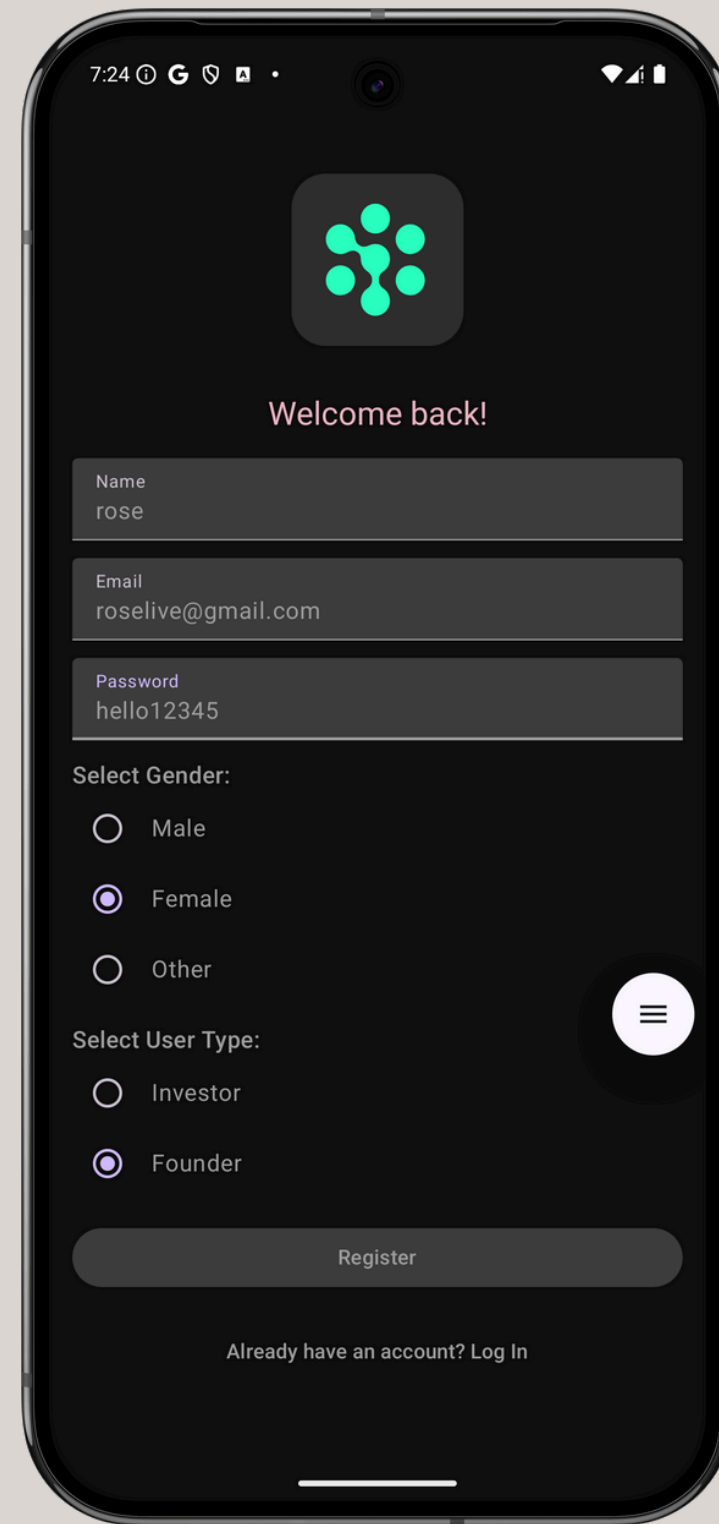 7:24
Welcome back!
Name
rose
Email
roselive@gmail.com
Password
hello12345
Select Gender:
Male
Female
Other
Select User Type:
Investor
Founder
Register
Already have an account? Log In